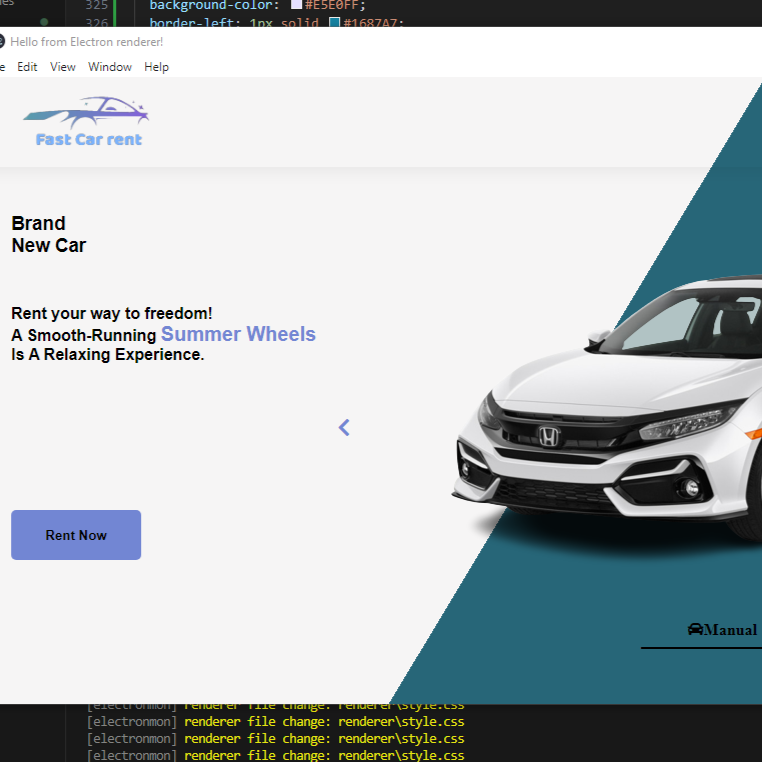 325 background-color: #E5E0FF;
326 border-left: 1px solid #1687A7;
Hello from Electron renderer!
Edit View Window Help
Fast Car rent
Brand
New Car
Rent your way to freedom!
A Smooth-Running Summer Wheels
Is A Relaxing Experience.
Rent Now
Manual
[electronmon] renderer file change: renderer\style.css
[electronmon] renderer file change: renderer\style.css
[electronmon] renderer file change: renderer\style.css
[electronmon] renderer file change: renderer\style.css